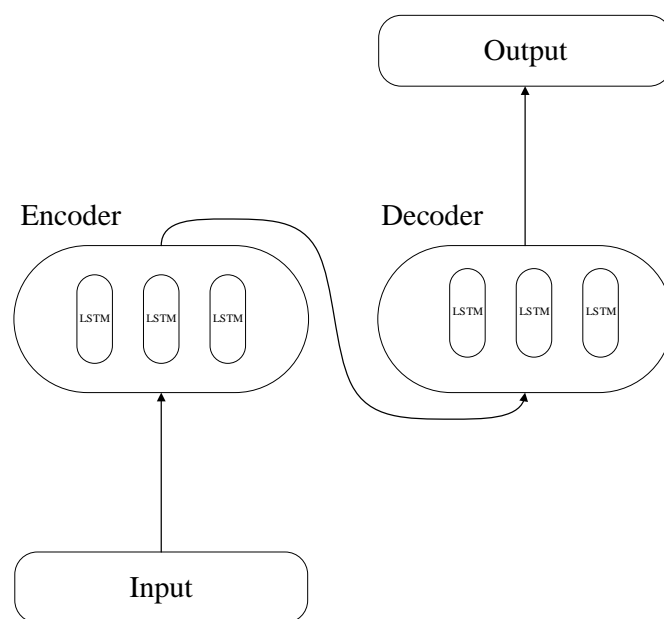 Output
Encoder
Decoder
LSTM LSTM LSTM
LSTM LSTM LSTM
Input